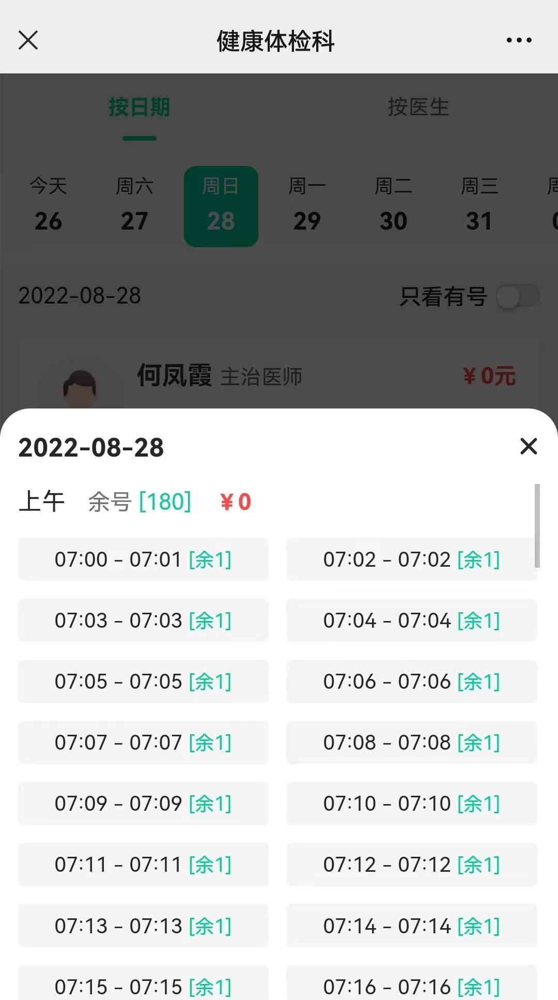 健康体检科
按日期 按医生
今天 周六 周日 周一 周二 周三
26 27 28 29 30 31
2022-08-28 只看有号
何凤霞 主治医师 ¥0元
2022-08-28
上午 余号 [180] ¥0
07:00 - 07:01 [余1] 07:02 - 07:02 [余1]
07:03 - 07:03 [余1] 07:04 - 07:04 [余1]
07:05 - 07:05 [余1] 07:06 - 07:06 [余1]
07:07 - 07:07 [余1] 07:08 - 07:08 [余1]
07:09 - 07:09 [余1] 07:10 - 07:10 [余1]
07:11 - 07:11 [余1] 07:12 - 07:12 [余1]
07:13 - 07:13 [余1] 07:14 - 07:14 [余1]
07:15 - 07:15 [余1] 07:16 - 07:16 [余1]